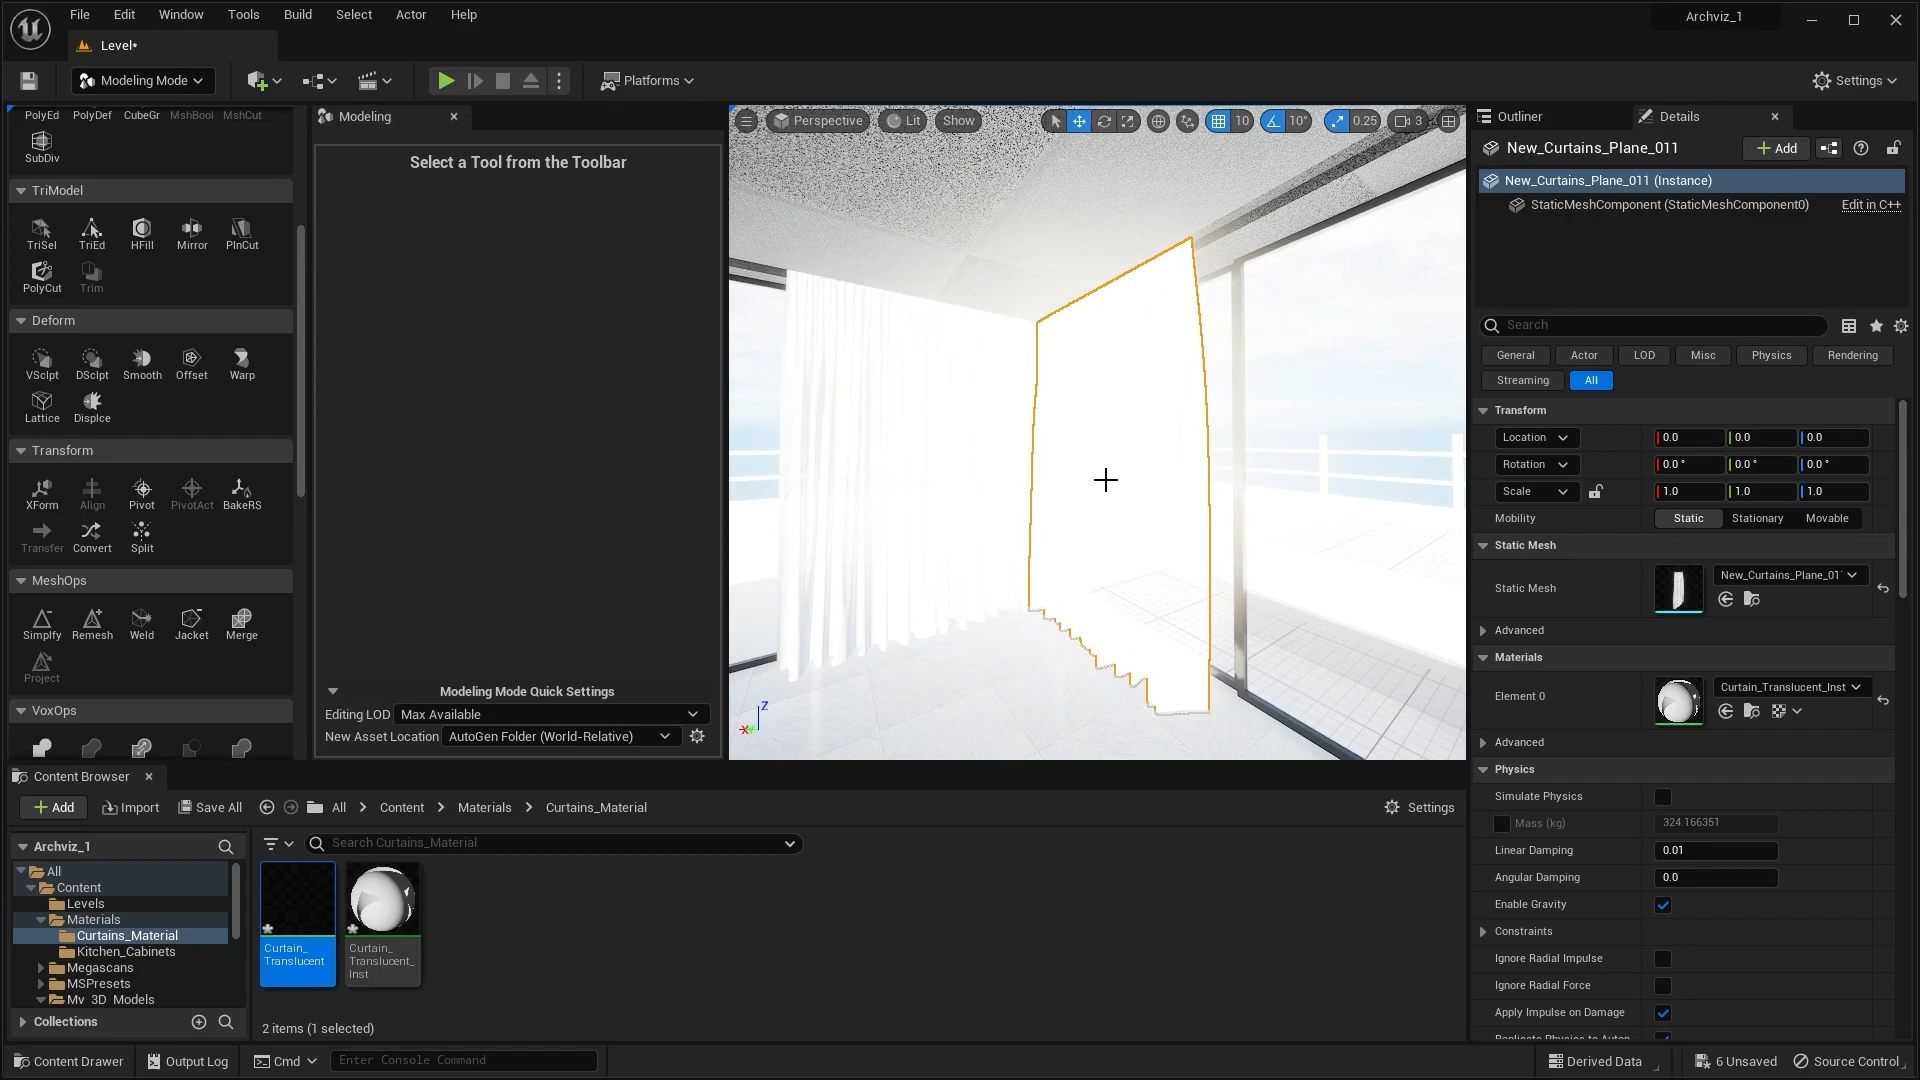 File Edit Window Tools Build Select Actor Help
Archviz_1
Level*
Modeling Mode
Platforms
Settings
PolyEd PolyDef CubeGr MshBool MshCut
SubDiv
TriModel
TriSel TriEd HFill Mirror PlnCut
PolyCut Trim
Deform
VSclpt DSclpt Smooth Offset Warp
Lattice Displce
Transform
XForm Align Pivot PivotAct BakeRS
Transfer Convert Split
MeshOps
Simplfy Remesh Weld Jacket Merge
Project
VoxOps
Modeling
Select a Tool from the Toolbar
Modeling Mode Quick Settings
Editing LOD Max Available
New Asset Location AutoGen Folder (World-Relative)
Perspective Lit Show 10 10° 0.25 3
Z
X
Outliner Details
New_Curtains_Plane_011 Add
New_Curtains_Plane_011 (Instance)
StaticMeshComponent (StaticMeshComponent0) Edit in C++
Search
General Actor LOD Misc Physics Rendering
Streaming All
Transform
Location 0.0 0.0 0.0
Rotation 0.0 ° 0.0 ° 0.0 °
Scale 1.0 1.0 1.0
Mobility Static Stationary Movable
Static Mesh
Static Mesh New_Curtains_Plane_01
Advanced
Materials
Element 0 Curtain_Translucent_Inst
Advanced
Physics
Simulate Physics
Mass (kg) 324.166351
Linear Damping 0.01
Angular Damping 0.0
Enable Gravity
Constraints
Ignore Radial Impulse
Ignore Radial Force
Apply Impulse on Damage
Replicate Physics to Auton
Content Browser
Add Import Save All All Content Materials Curtains_Material Settings
Archviz_1
Search Curtains_Material
All
Content
Levels
Materials
Curtains_Material
Kitchen_Cabinets
Megascans
MSPresets
My_3D_Models
Collections
Curtain_
Translucent
Curtain_
Translucent_
Inst
2 items (1 selected)
Content Drawer Output Log Cmd Enter Console Command Derived Data 6 Unsaved Source Control